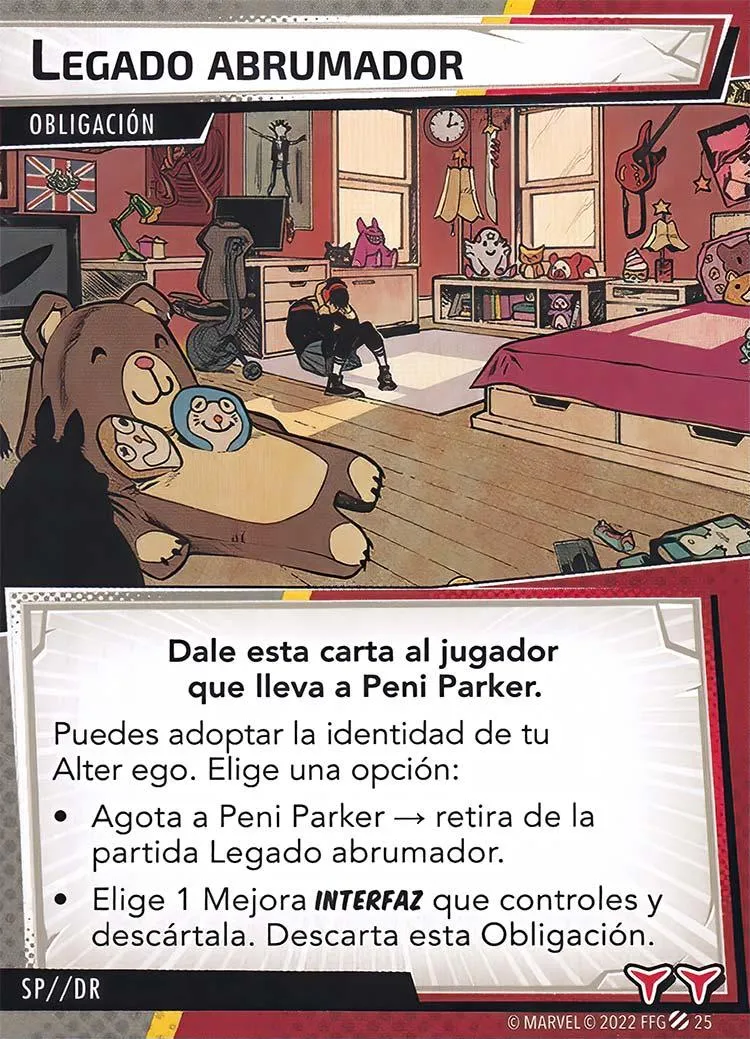 LEGADO ABRUMADOR
OBLIGACIÓN
Dale esta carta al jugador
que lleva a Peni Parker.
Puedes adoptar la identidad de tu
Alter ego. Elige una opción:
• Agota a Peni Parker → retira de la
partida Legado abrumador.
• Elige 1 Mejora INTERFAZ que controles y
descártala. Descarta esta Obligación.
SP//DR
© MARVEL © 2022 FFG 25